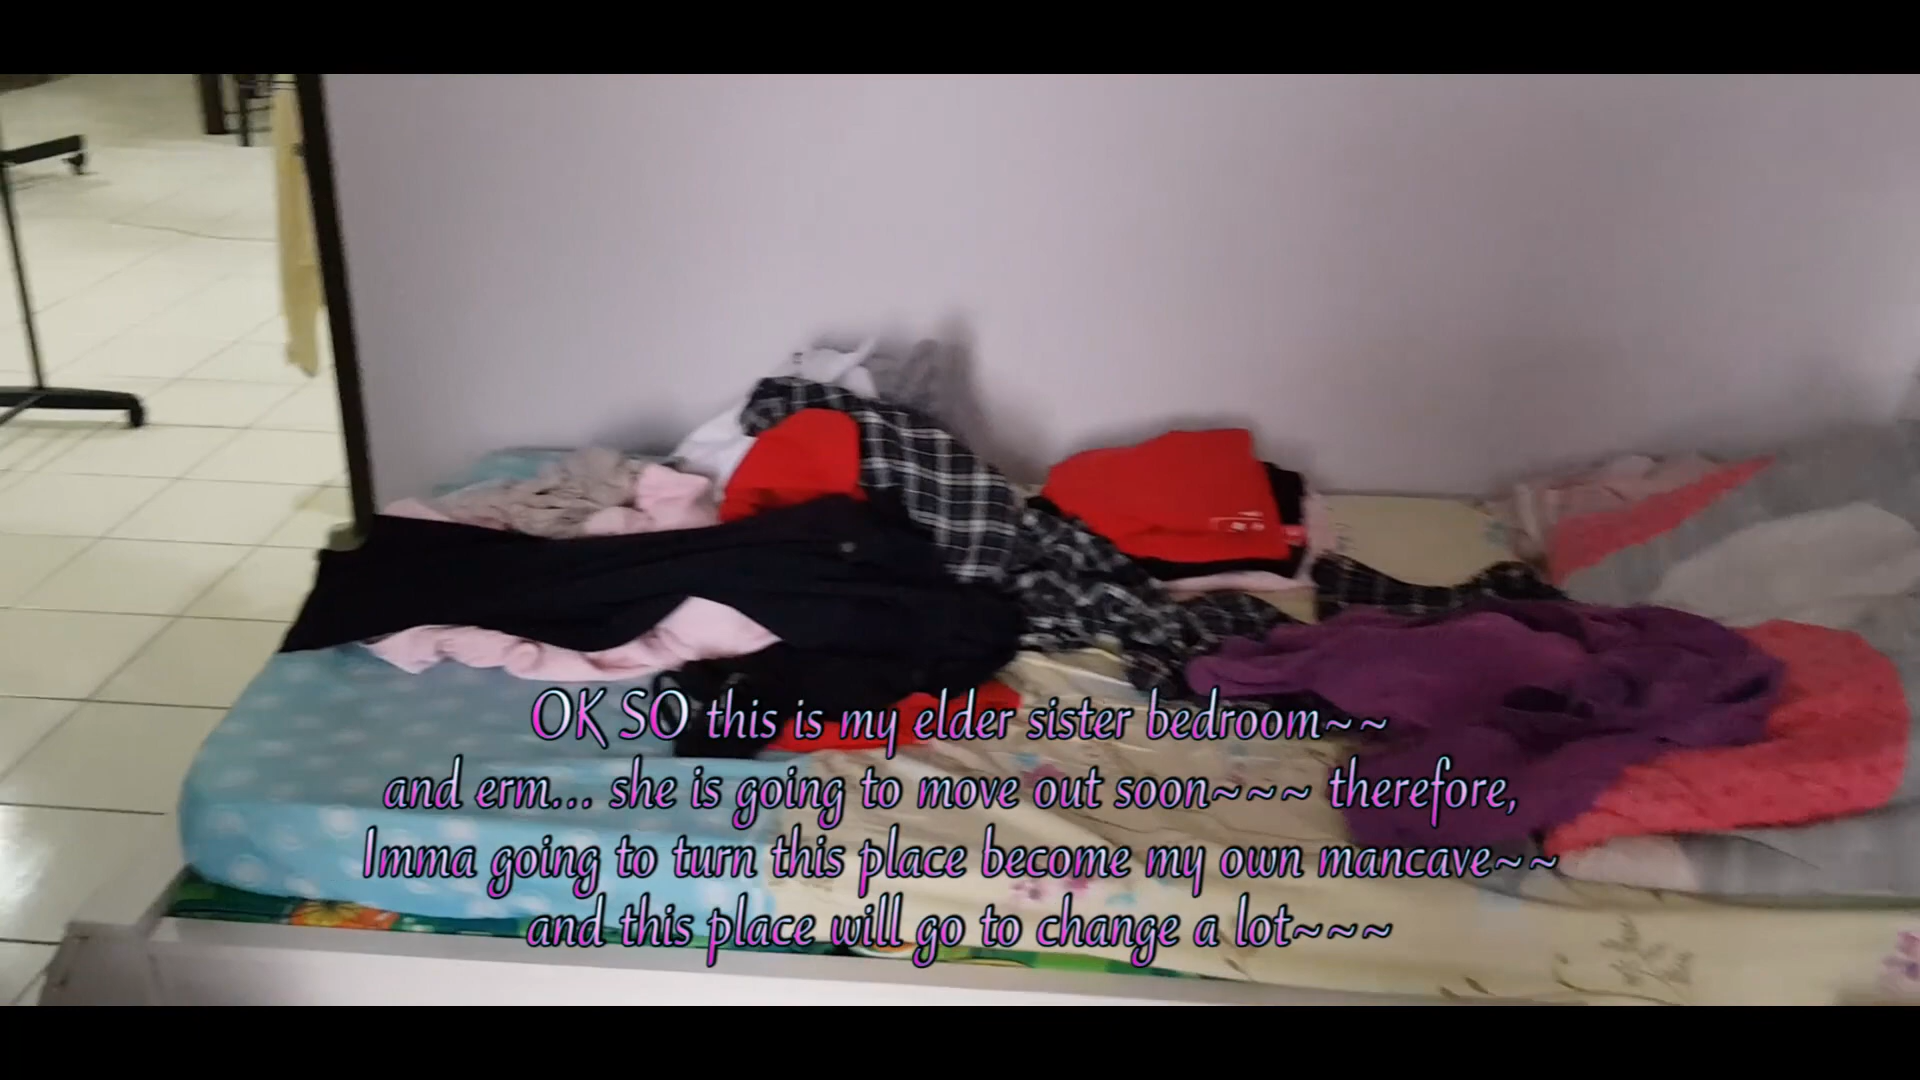 OK SO this is my elder sister bedroom~~
and erm... she is going to move out soon~~~ therefore,
Imma going to turn this place become my own mancave~~
and this place will go to change a lot~~~